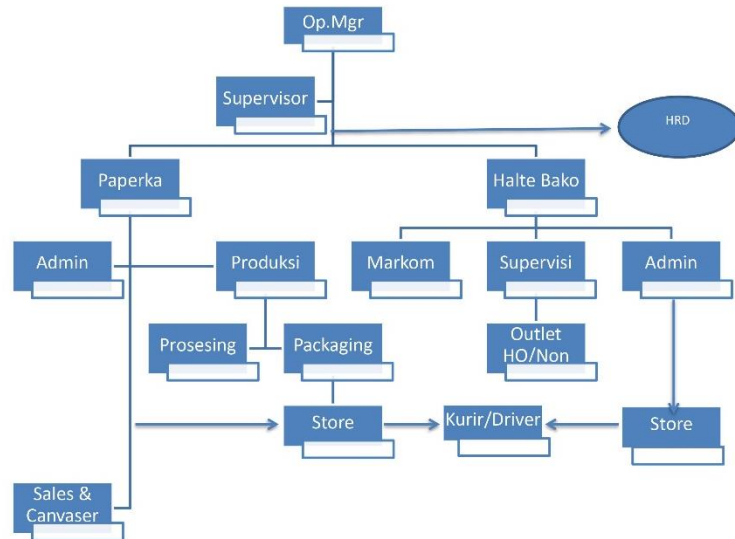 Op.Mgr
Supervisor
HRD
Paperka
Halte Bako
Admin
Produksi
Markom
Supervisi
Admin
Prosesing
Packaging
Outlet
HO/Non
Store
Kurir/Driver
Store
Sales &
Canvaser